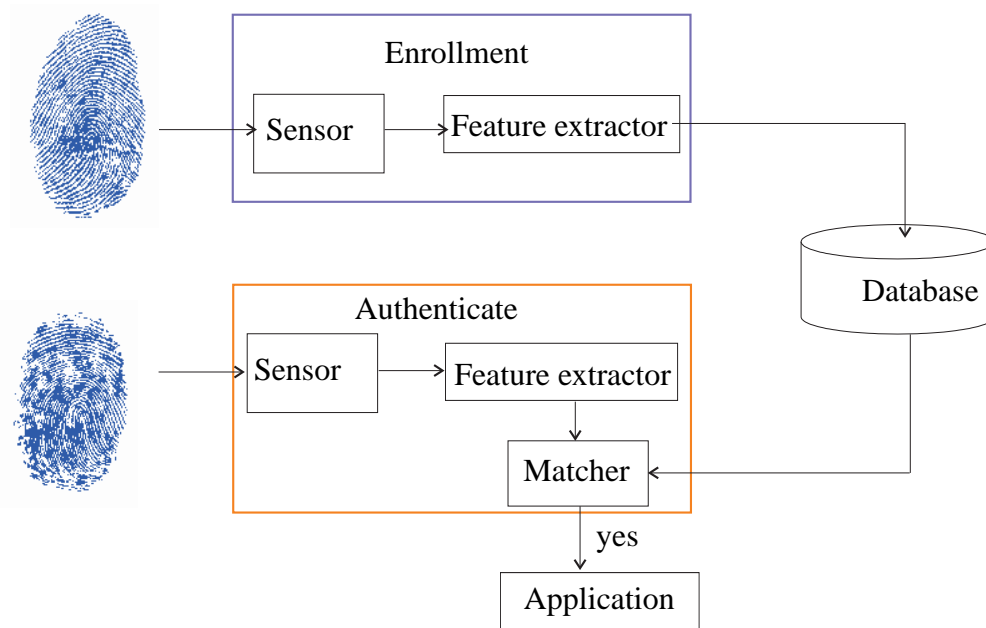 Enrollment
Sensor
Feature extractor
Database
Authenticate
Sensor
Feature extractor
Matcher
yes
Application